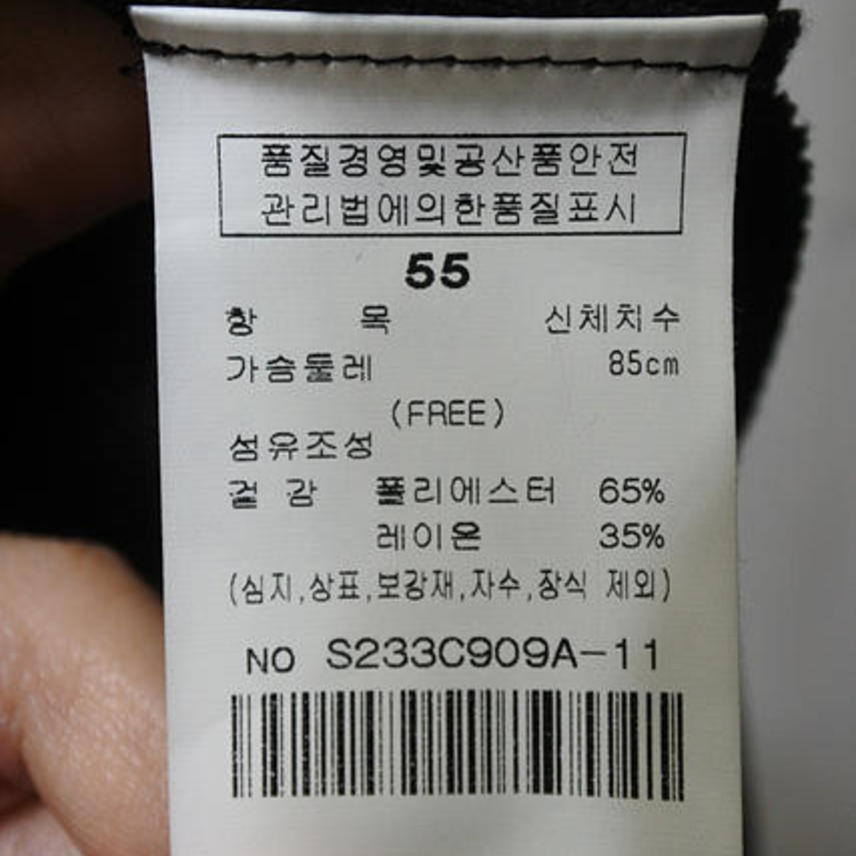 품질경영및공산품안전
관리법에의한품질표시
55
항 목 신체치수
가슴둘레 85cm
(FREE)
섬유조성
겉 감 폴리에스터 65%
레이온 35%
(심지,상표,보강재,자수,장식 제외)
NO S233C909A-11